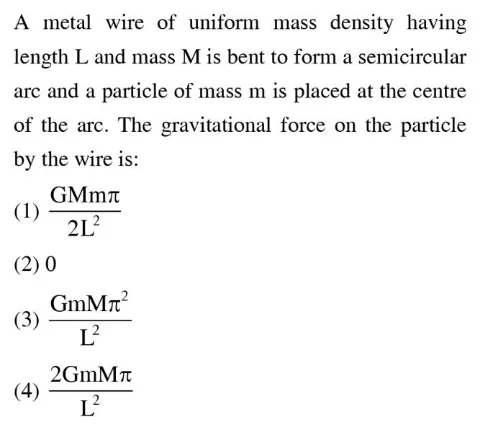 A metal wire of uniform mass density having
length L and mass M is bent to form a semicircular
arc and a particle of mass m is placed at the centre
of the arc. The gravitational force on the particle
by the wire is:
(1) GMmπ / 2L²
(2) 0
(3) GmMπ² / L²
(4) 2GmMπ / L²